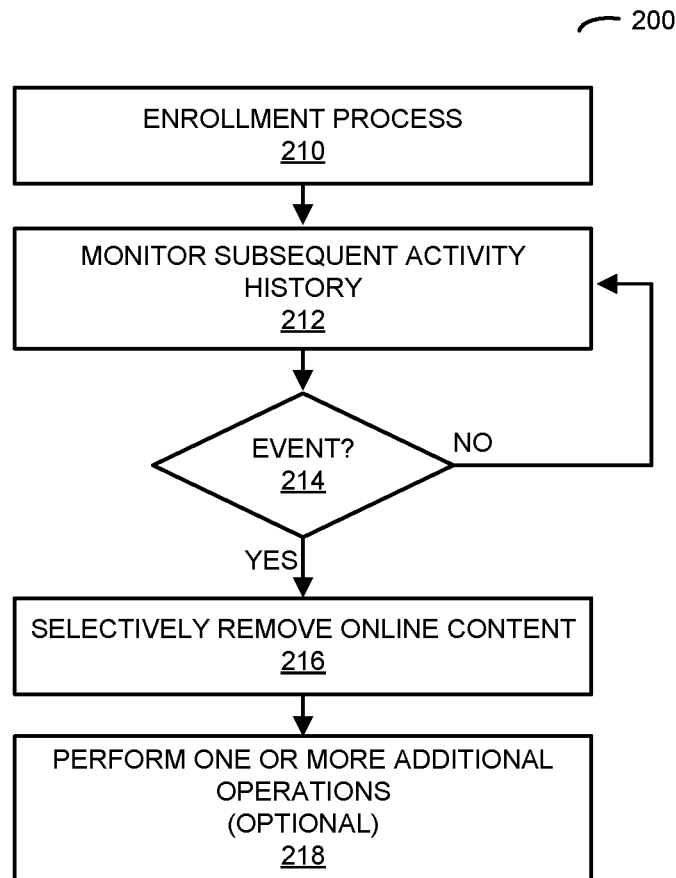 200
ENROLLMENT PROCESS
210
MONITOR SUBSEQUENT ACTIVITY
HISTORY
212
EVENT?
214
NO
YES
SELECTIVELY REMOVE ONLINE CONTENT
216
PERFORM ONE OR MORE ADDITIONAL
OPERATIONS
(OPTIONAL)
218